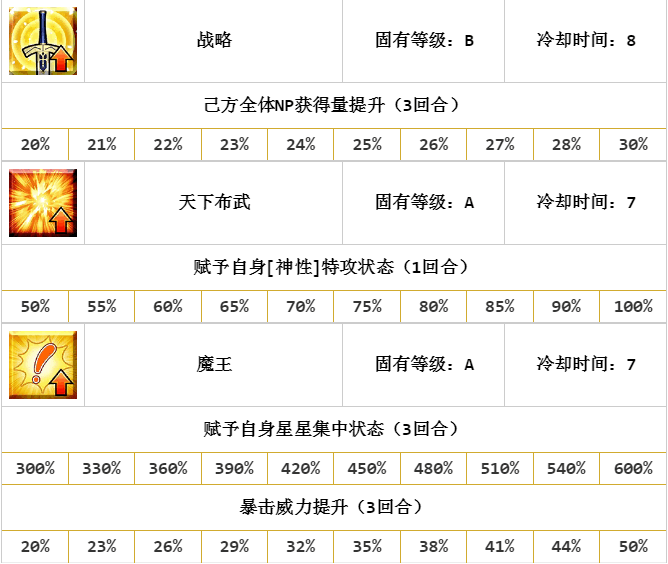 战略 固有等级：B 冷却时间：8
己方全体NP获得量提升（3回合）
20% 21% 22% 23% 24% 25% 26% 27% 28% 30%
天下布武 固有等级：A 冷却时间：7
赋予自身[神性]特攻状态（1回合）
50% 55% 60% 65% 70% 75% 80% 85% 90% 100%
魔王 固有等级：A 冷却时间：7
赋予自身星星集中状态（3回合）
300% 330% 360% 390% 420% 450% 480% 510% 540% 600%
暴击威力提升（3回合）
20% 23% 26% 29% 32% 35% 38% 41% 44% 50%